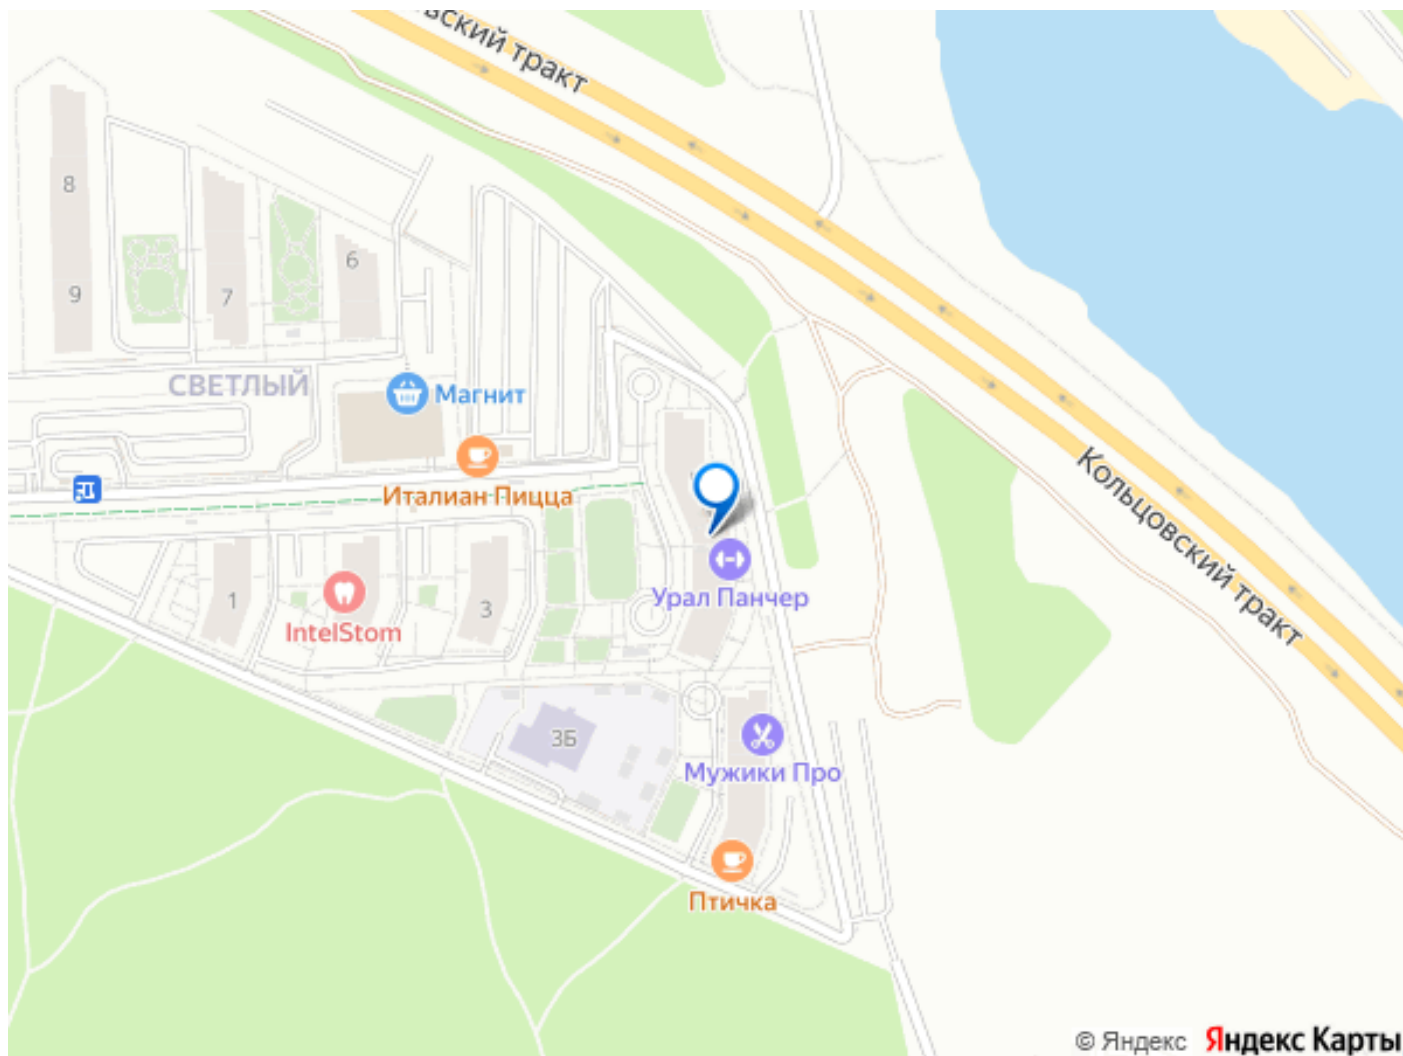 вский тракт
8
6
9
7
СВЕТЛЫЙ
Магнит
Италиан Пицца
Кольцовский тракт
Урал Панчер
1
3
IntelStom
3Б
Мужики Про
Птичка
© Яндекс Яндекс Карты